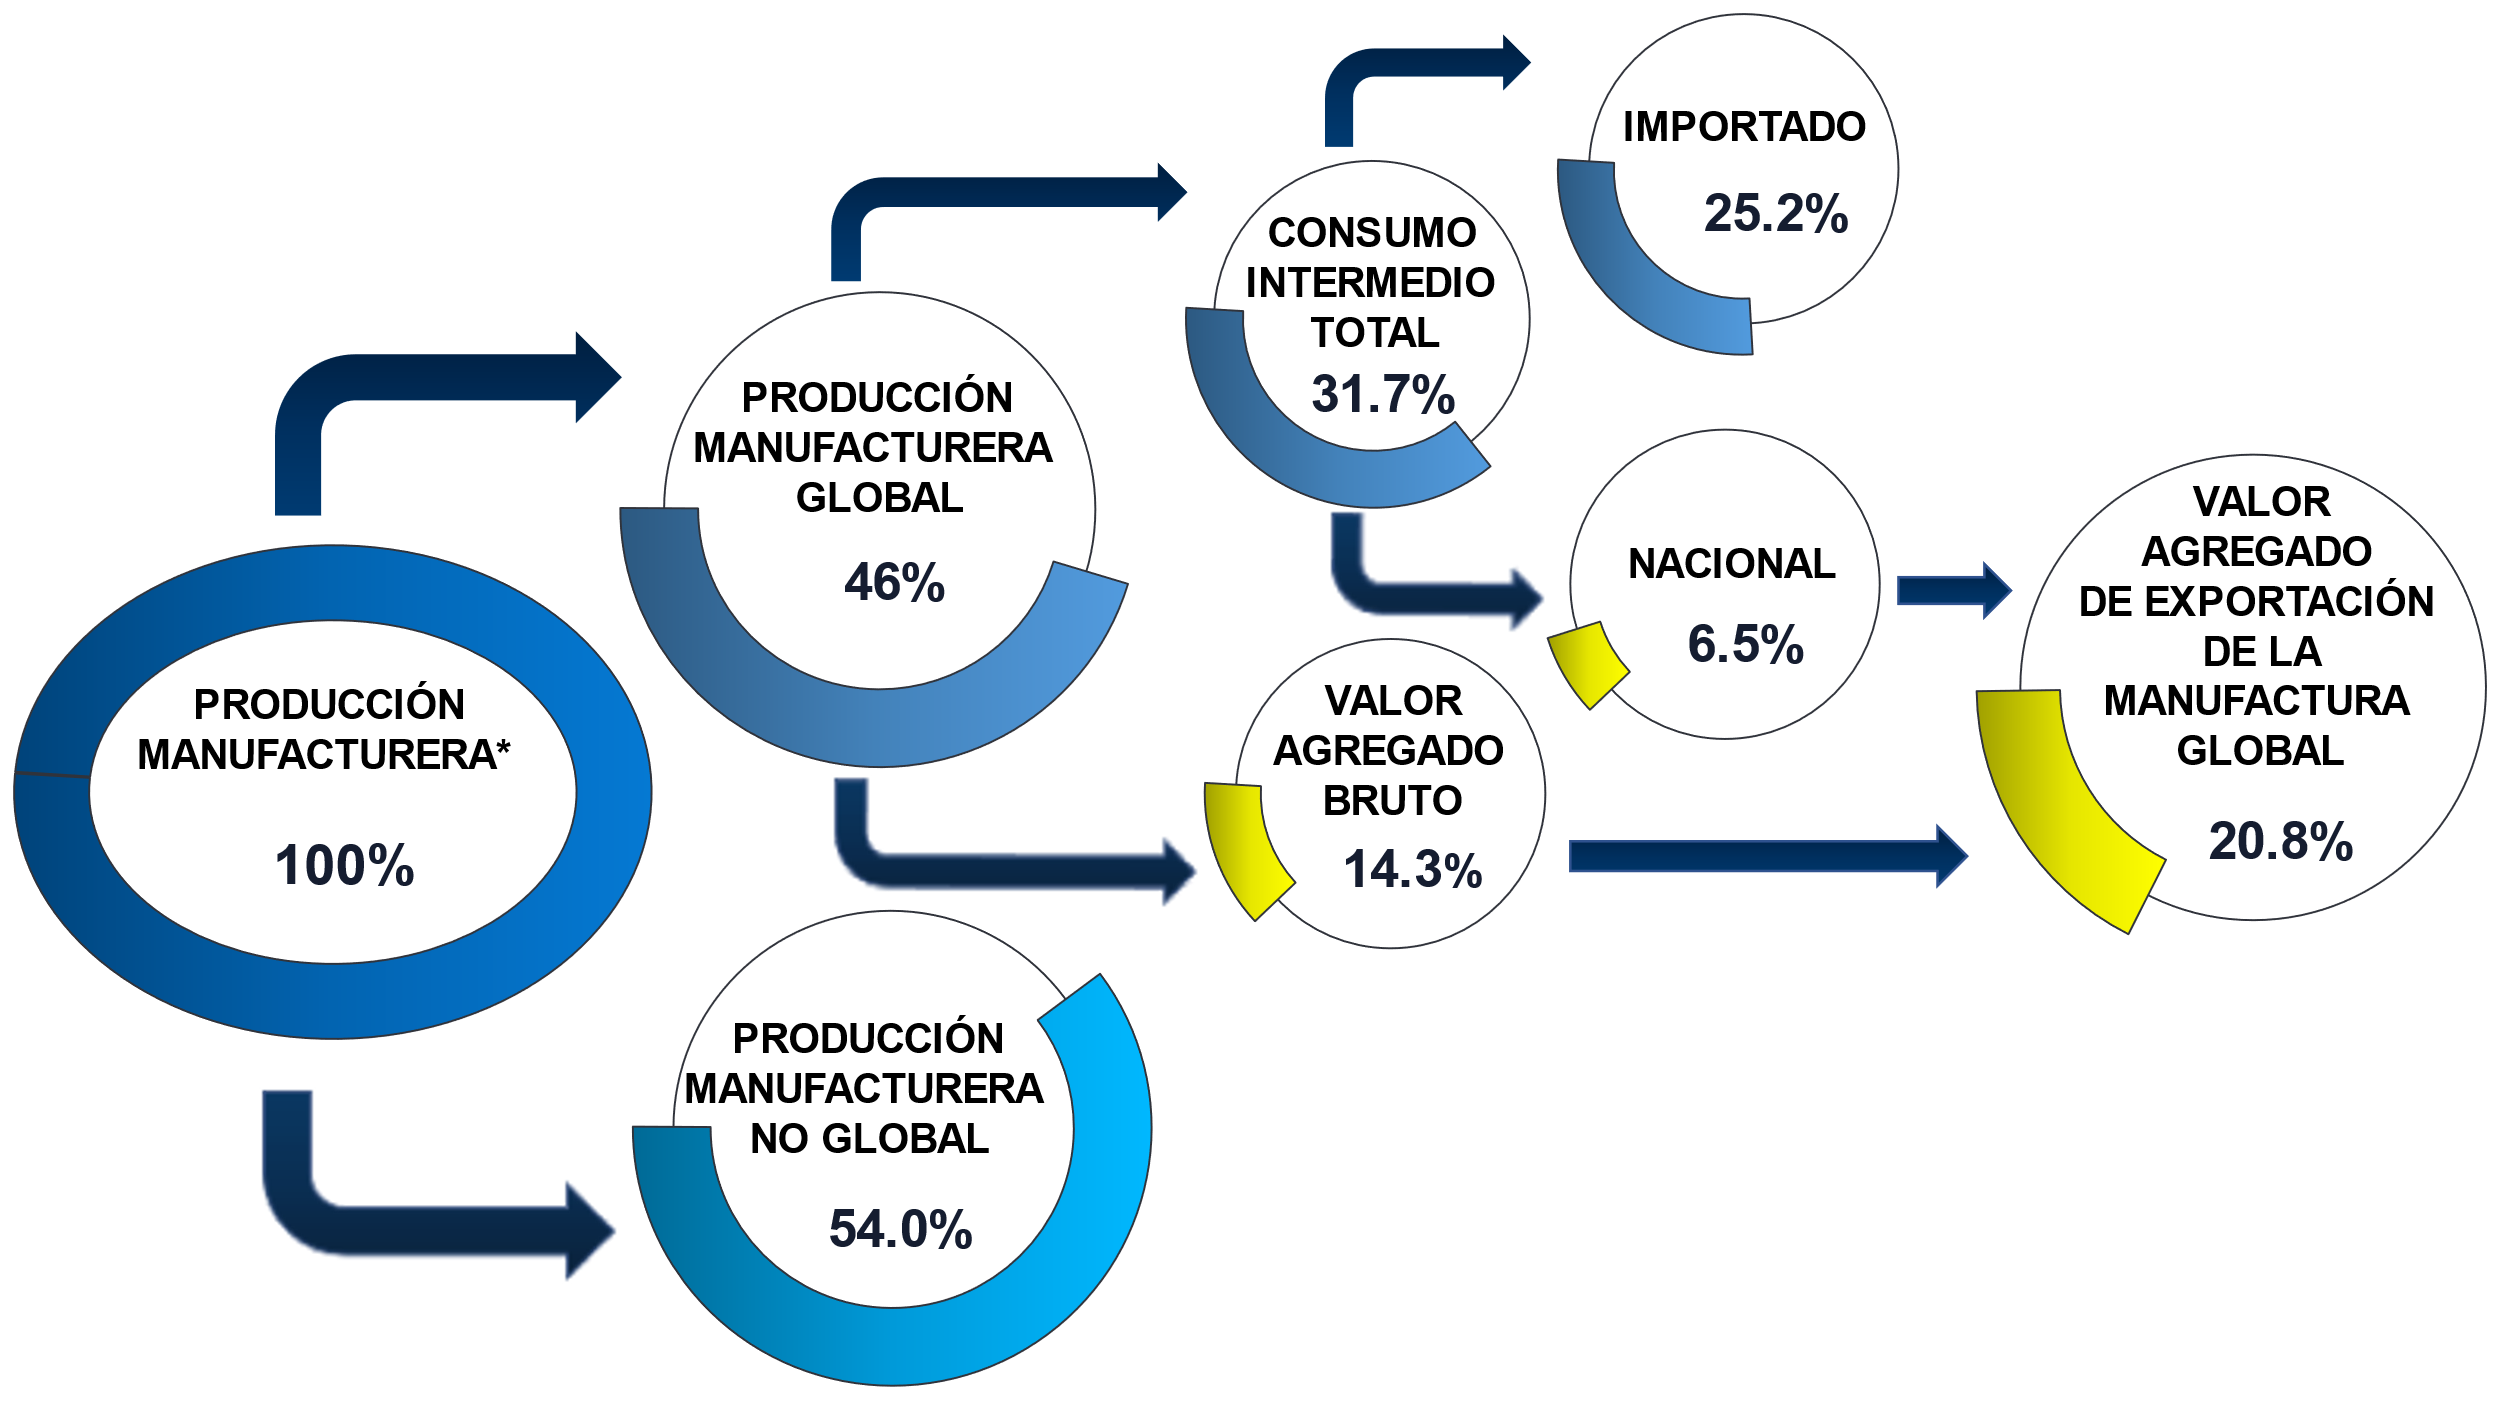 PRODUCCIÓN
MANUFACTURERA*
100%
PRODUCCIÓN
MANUFACTURERA
GLOBAL
46%
PRODUCCIÓN
MANUFACTURERA
NO GLOBAL
54.0%
CONSUMO
INTERMEDIO
TOTAL
31.7%
VALOR
AGREGADO
BRUTO
14.3%
IMPORTADO
25.2%
NACIONAL
6.5%
VALOR
AGREGADO
DE EXPORTACIÓN
DE LA
MANUFACTURA
GLOBAL
20.8%